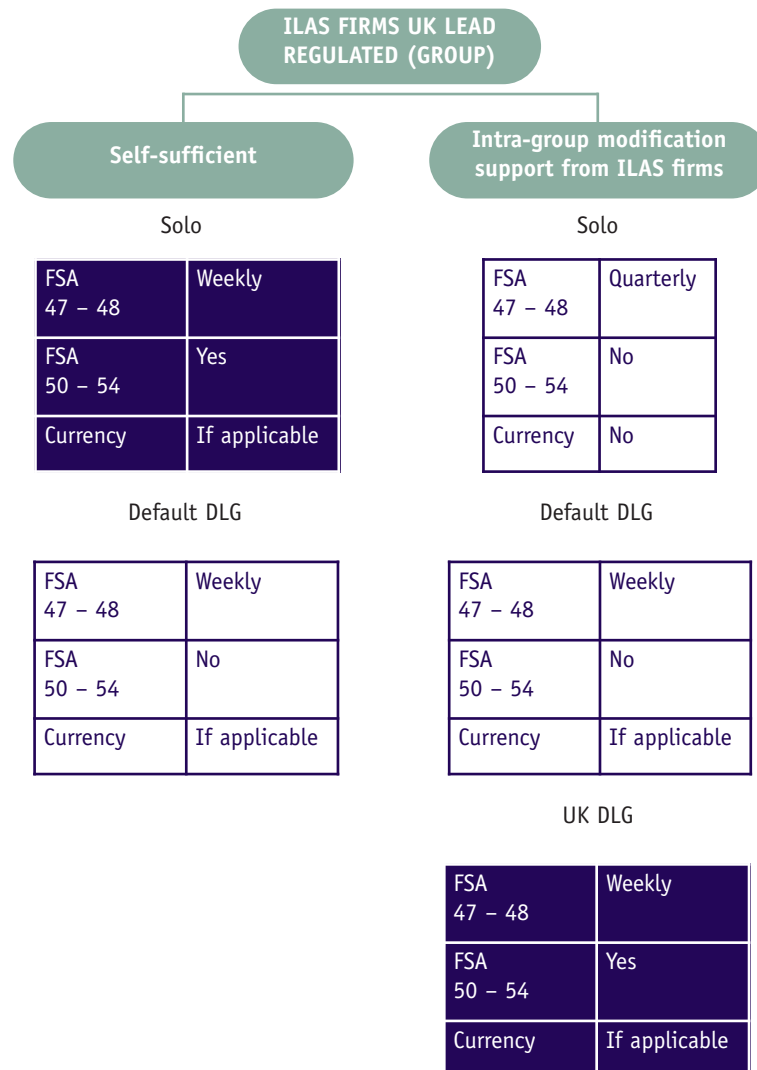 ILAS FIRMS UK LEAD
REGULATED (GROUP)
Self-sufficient
Intra-group modification
support from ILAS firms
Solo
FSA
47 – 48
Weekly
FSA
50 – 54
Yes
Currency
If applicable
Solo
FSA
47 – 48
Quarterly
FSA
50 – 54
No
Currency
No
Default DLG
FSA
47 – 48
Weekly
FSA
50 – 54
No
Currency
If applicable
Default DLG
FSA
47 – 48
Weekly
FSA
50 – 54
No
Currency
If applicable
UK DLG
FSA
47 – 48
Weekly
FSA
50 – 54
Yes
Currency
If applicable